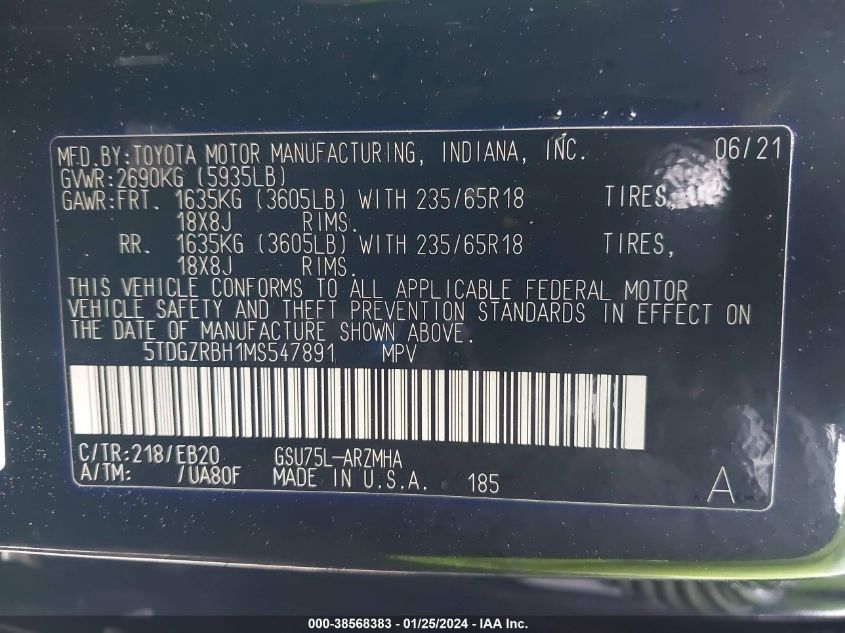 MFD.BY:TOYOTA MOTOR MANUFACTURING, INDIANA, INC. 06/21
GVWR:2690KG (5935LB)
GAWR:FRT. 1635KG (3605LB) WITH 235/65R18 TIRES,
18X8J RIMS.
RR. 1635KG (3605LB) WITH 235/65R18 TIRES,
18X8J RIMS.
THIS VEHICLE CONFORMS TO ALL APPLICABLE FEDERAL MOTOR
VEHICLE SAFETY AND THEFT PREVENTION STANDARDS IN EFFECT ON
THE DATE OF MANUFACTURE SHOWN ABOVE.
5TDGZRBH1MS547891 MPV
C/TR:218/EB20 GSU75L-ARZMHA
A/TM: /UA80F MADE IN U.S.A. 185 A
000-38568383 - 01/25/2024 - IAA Inc.